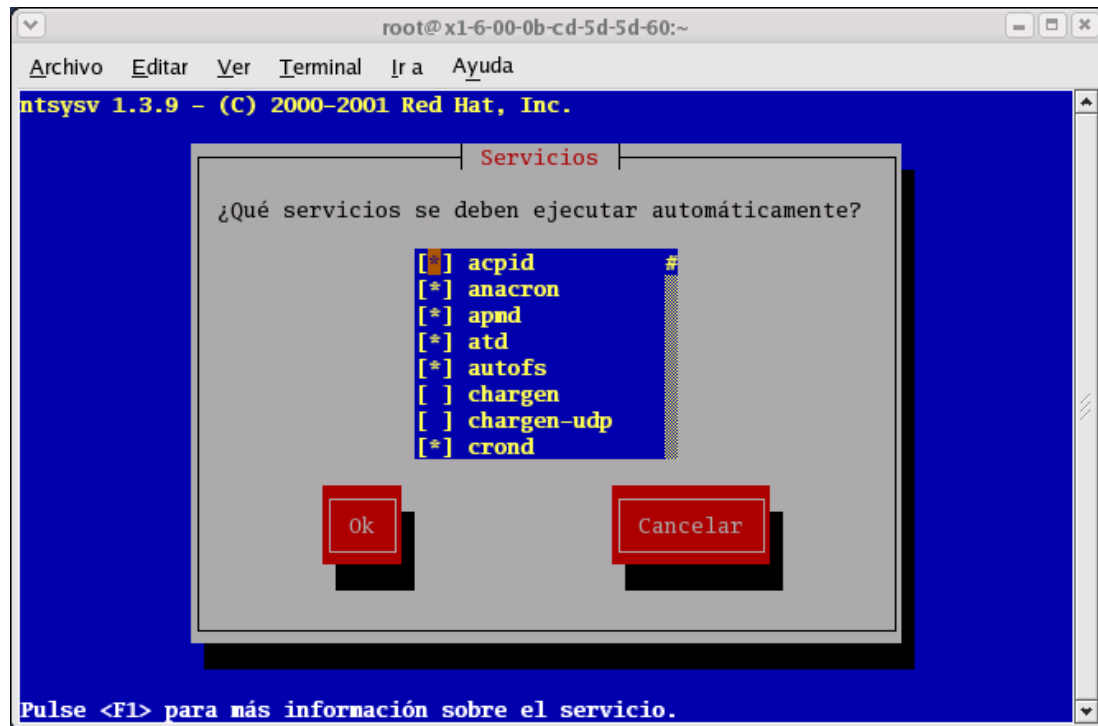 root@x1-6-00-0b-cd-5d-5d-60:~
Archivo Editar Ver Terminal Ir a Ayuda
ntsysv 1.3.9 - (C) 2000-2001 Red Hat, Inc.
Servicios
¿Qué servicios se deben ejecutar automáticamente?
[*] acpid #
[*] anacron
[*] apmd
[*] atd
[*] autofs
[ ] chargen
[ ] chargen-udp
[*] crond
Ok Cancelar
Pulse <F1> para más información sobre el servicio.